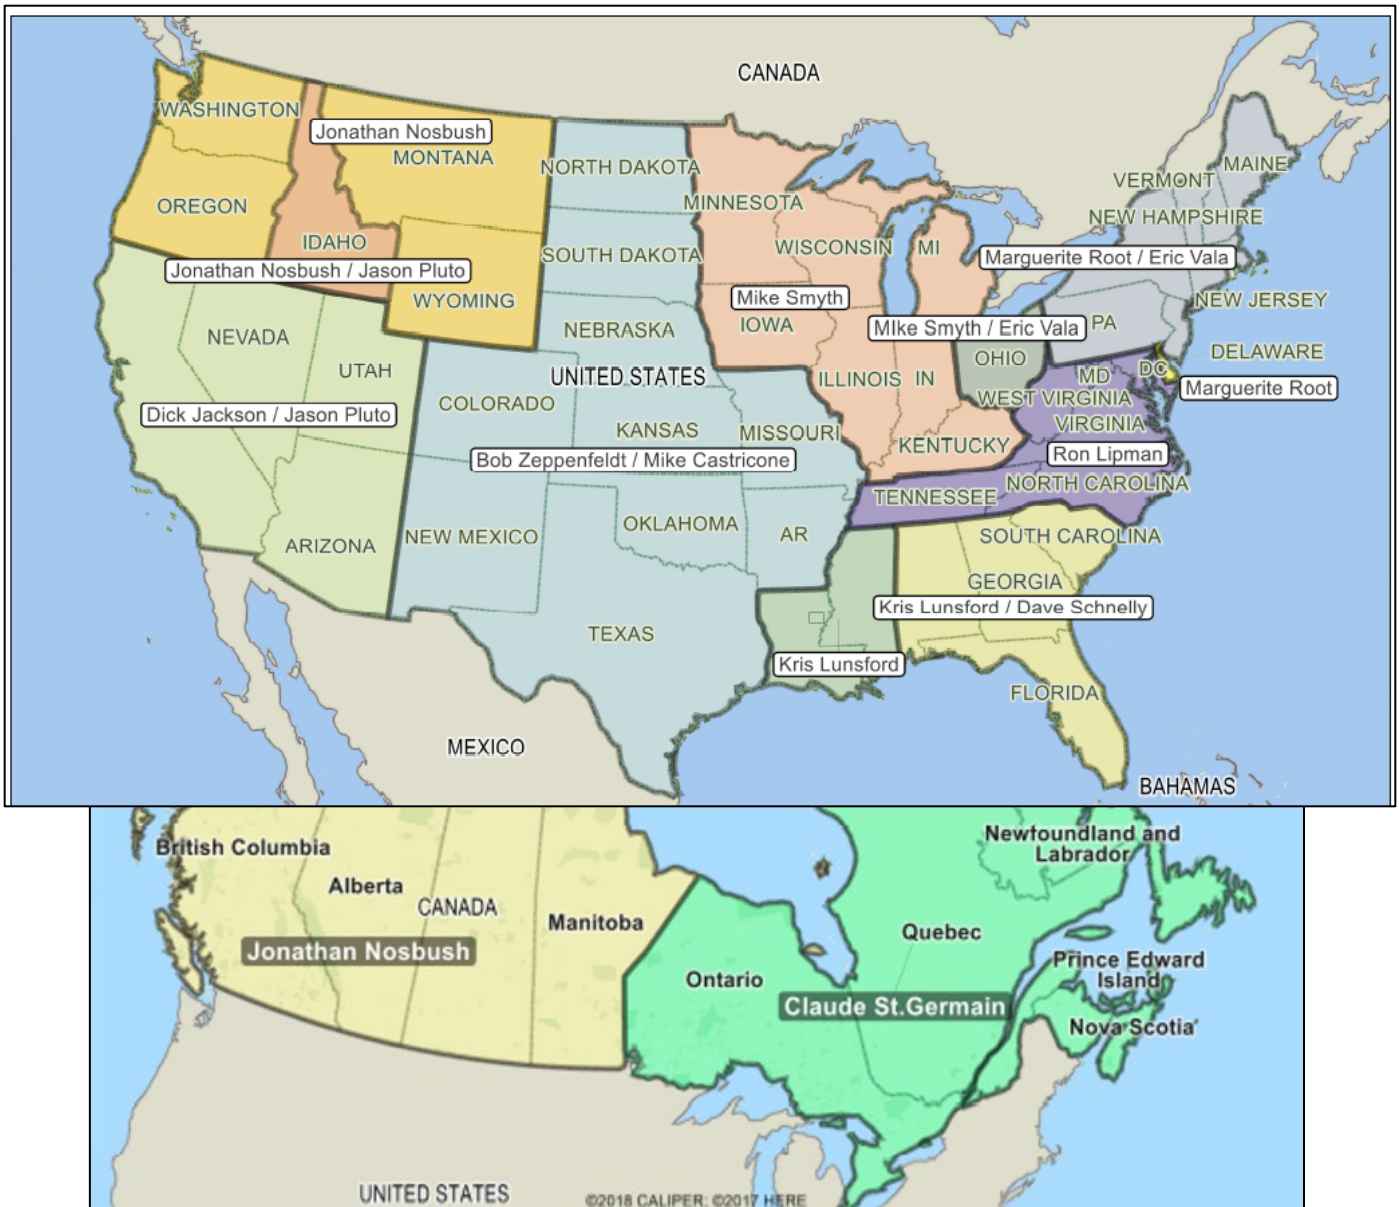 CANADA
WASHINGTON
Jonathan Nosbush
MONTANA
NORTH DAKOTA
MINNESOTA
VERMONT
MAINE
OREGON
NEW HAMPSHIRE
IDAHO
SOUTH DAKOTA
WISCONSIN
MI
Marguerite Root / Eric Vala
Jonathan Nosbush / Jason Pluto
WYOMING
Mike Smyth
NEW JERSEY
NEVADA
NEBRASKA
IOWA
MIke Smyth / Eric Vala
PA
OHIO
DELAWARE
UTAH
UNITED STATES
ILLINOIS
IN
MD
DC
Marguerite Root
COLORADO
WEST VIRGINIA
Dick Jackson / Jason Pluto
KANSAS
MISSOURI
VIRGINIA
KENTUCKY
Ron Lipman
Bob Zeppenfeldt / Mike Castricone
TENNESSEE
NORTH CAROLINA
NEW MEXICO
OKLAHOMA
AR
SOUTH CAROLINA
ARIZONA
GEORGIA
Kris Lunsford / Dave Schnelly
TEXAS
Kris Lunsford
FLORIDA
MEXICO
BAHAMAS
British Columbia
Newfoundland and
Labrador
Alberta
CANADA
Manitoba
Quebec
Jonathan Nosbush
Ontario
Prince Edward
Island
Claude St.Germain
Nova Scotia
UNITED STATES
©2018 CALIPER; ©2017 HERE